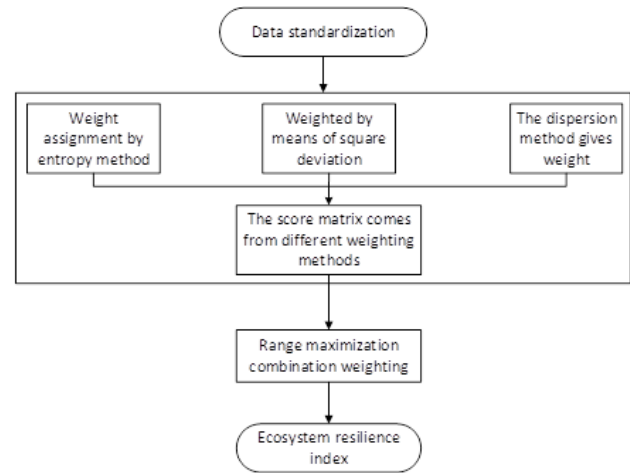 Data standardization
Weight
assignment by
entropy method
Weighted by
means of square
deviation
The dispersion
method gives
weight
The score matrix comes
from different weighting
methods
Range maximization
combination weighting
Ecosystem resilience
index